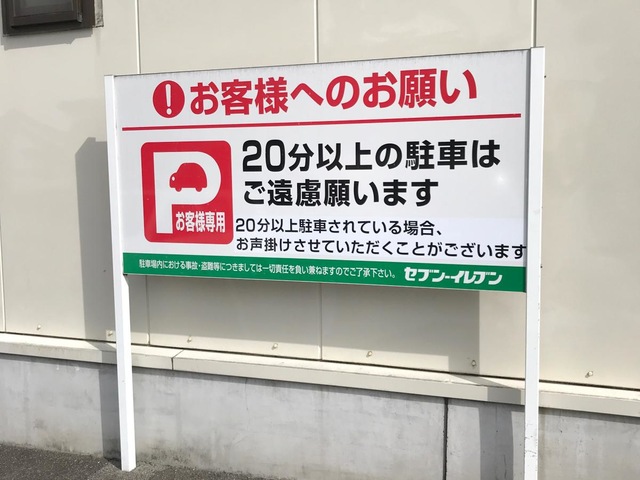 お客様へのお願い
P
お客様専用
20分以上の駐車は
ご遠慮願います
20分以上駐車されている場合、
お声掛けさせていただくことがございます
駐車場内における事故・盗難等につきましては一切責任を負い兼ねますのでご了承下さい。
セブン-イレブン